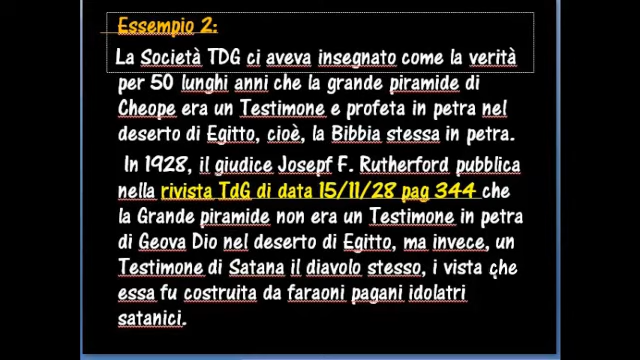 Essempio 2:
La Società TDG ci aveva insegnato come la verità
per 50 lunghi anni che la grande piramide di
Cheope era un Testimone e profeta in petra nel
deserto di Egitto, cioè, la Bibbia stessa in petra.
In 1928, il giudice Josepf F. Rutherford pubblica
nella rivista TdG di data 15/11/28 pag 344 che
la Grande piramide non era un Testimone in petra
di Geova Dio nel deserto di Egitto, ma invece, un
Testimone di Satana il diavolo stesso, i vista che
essa fu costruita da faraoni pagani idolatri
satanici.